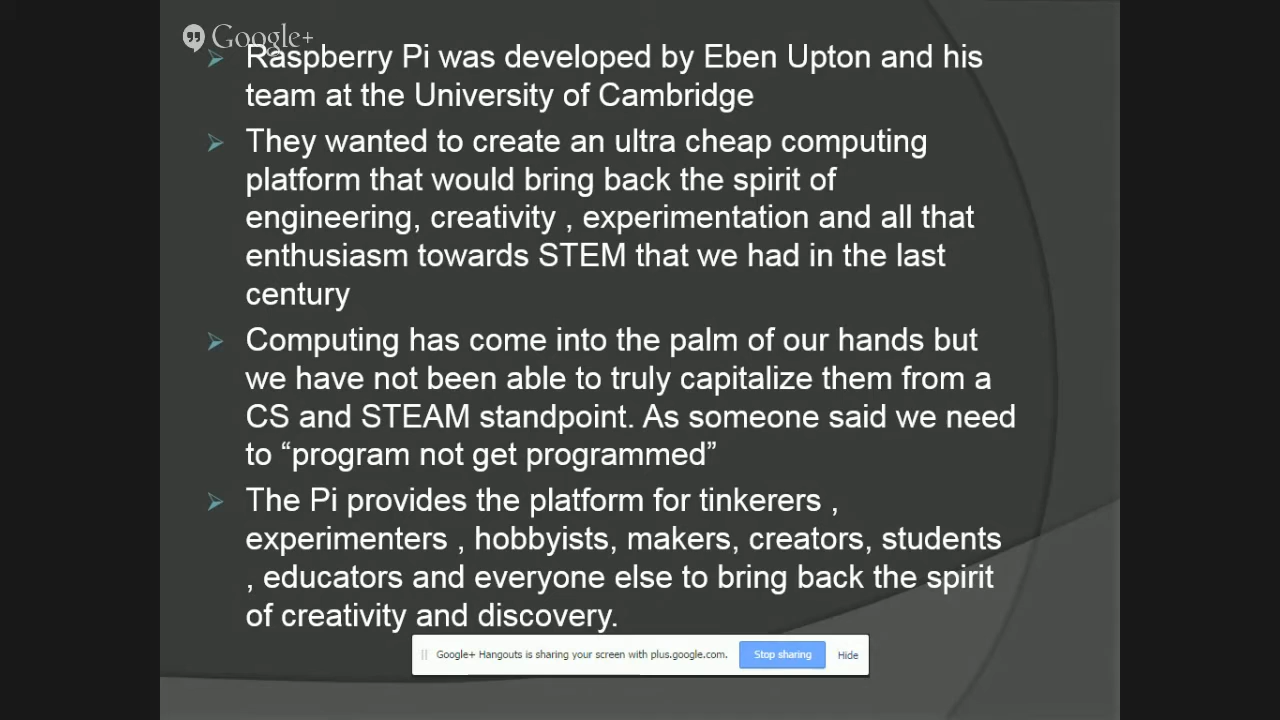 Google+
Raspberry Pi was developed by Eben Upton and his
team at the University of Cambridge
They wanted to create an ultra cheap computing
platform that would bring back the spirit of
engineering, creativity , experimentation and all that
enthusiasm towards STEM that we had in the last
century
Computing has come into the palm of our hands but
we have not been able to truly capitalize them from a
CS and STEAM standpoint. As someone said we need
to “program not get programmed”
The Pi provides the platform for tinkerers ,
experimenters , hobbyists, makers, creators, students
, educators and everyone else to bring back the spirit
of creativity and discovery.
Google+ Hangouts is sharing your screen with plus.google.com. Stop sharing Hide